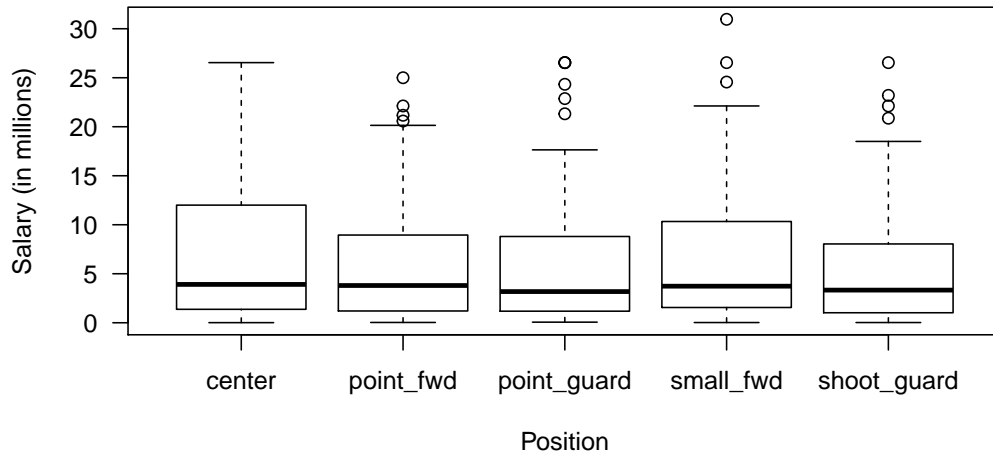 30
25
20
15
10
5
0
Salary (in millions)
center point_fwd point_guard small_fwd shoot_guard
Position